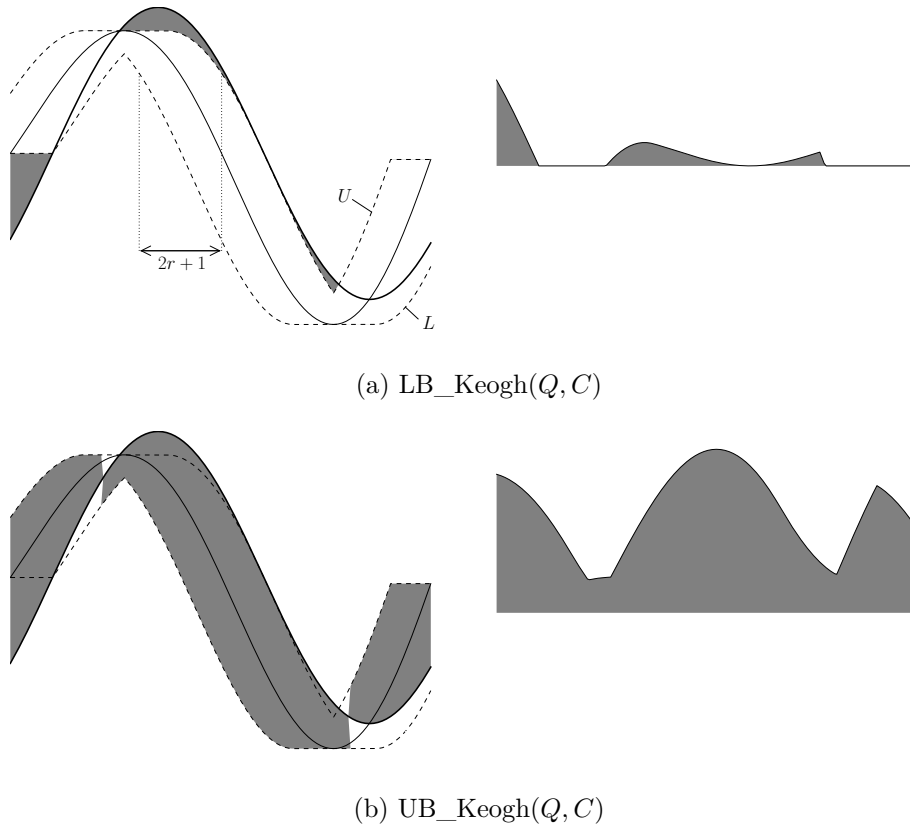 U
2r + 1
L
(a) LB_Keogh(Q, C)
(b) UB_Keogh(Q, C)